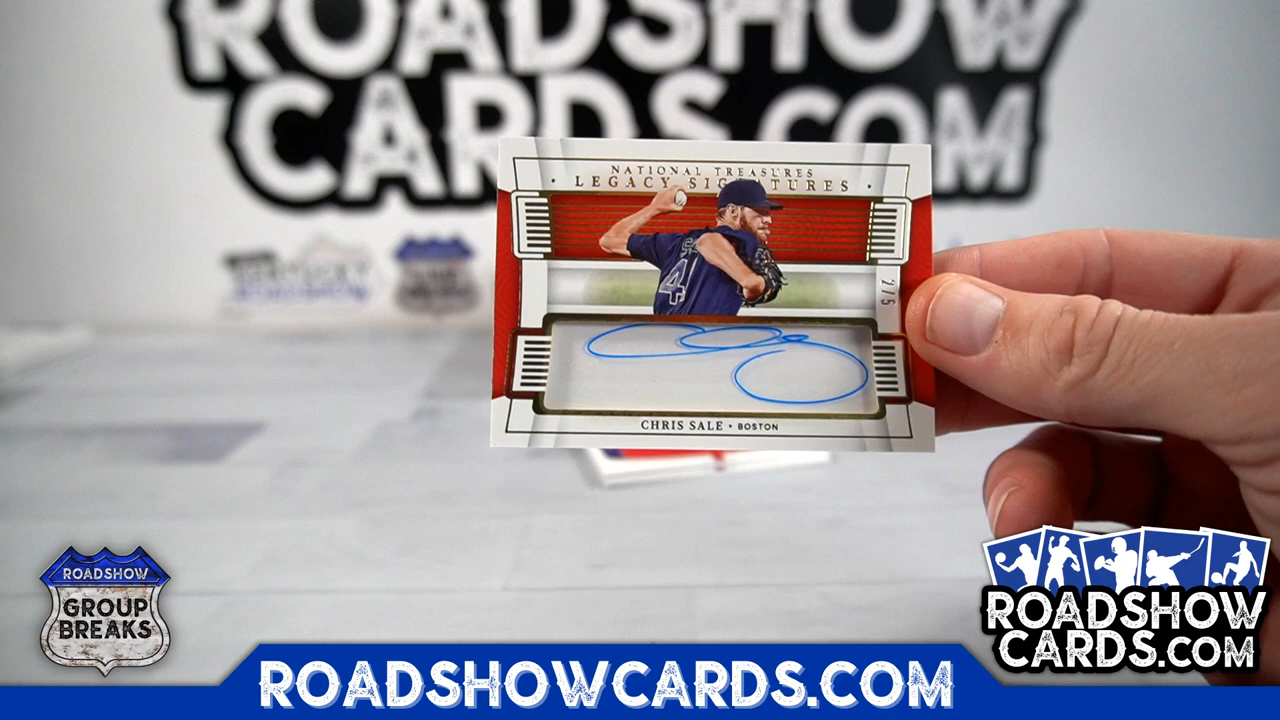 ROADSHOW
CARDS.COM
NATIONAL TREASURES
• LEGACY SIGNATURES •
41
2/5
CHRIS SALE • BOSTON
ROADSHOW
GROUP
BREAKS
ROADSHOW
CARDS.COM
ROADSHOWCARDS.COM